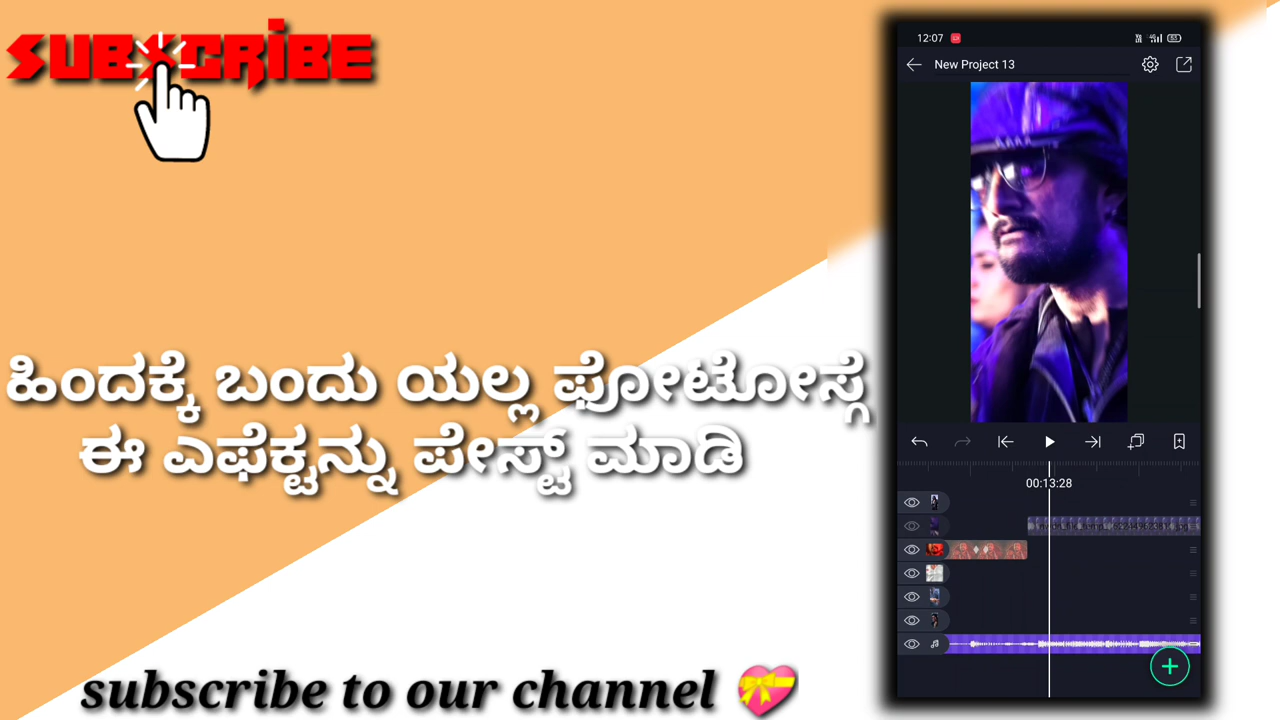 SUBSCRIBE
12:07
New Project 13
ಹಿಂದಕ್ಕೆ ಬಂದು ಯಲ್ಲ ಫೋಟೋಸ್ಗೆ
ಈ ಎಫೆಕ್ಟನ್ನು ಪೇಸ್ಟ್ ಮಾಡಿ
00:13:28
subscribe to our channel 💝